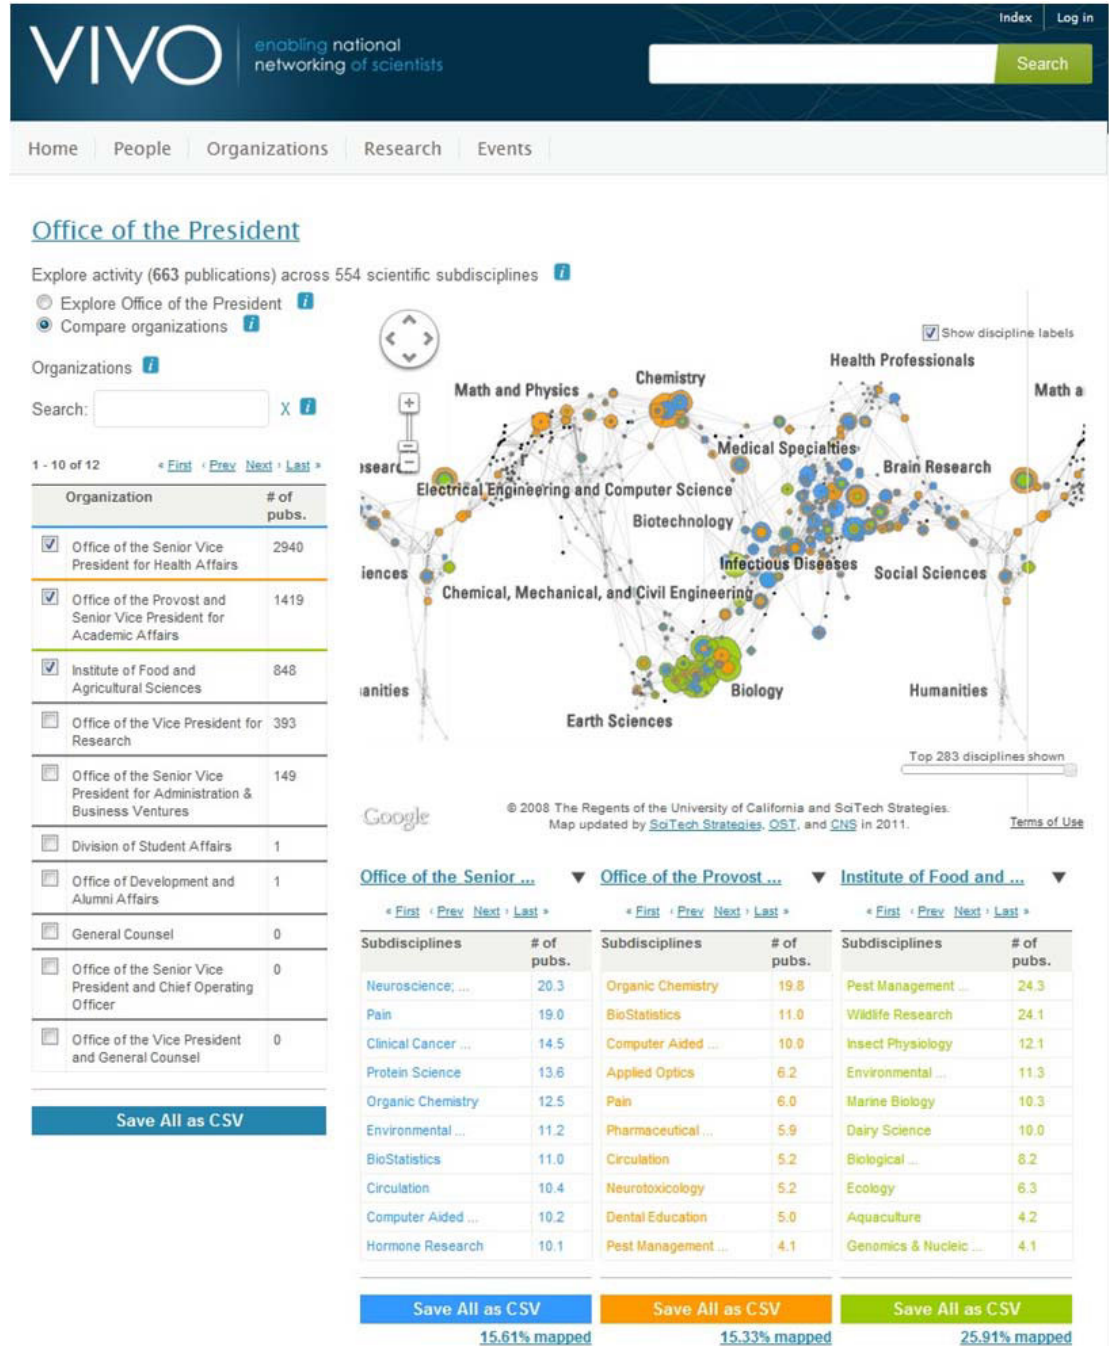 Index Log in
VIVO
enabling national
networking of scientists
Search
Home People Organizations Research Events
Office of the President
Explore activity (663 publications) across 554 scientific subdisciplines i
Explore Office of the President i
Compare organizations i
Organizations i
Search: X i
1 - 10 of 12 « First ‹ Prev Next › Last »
Organization # of
pubs.
Office of the Senior Vice 2940
President for Health Affairs
Office of the Provost and 1419
Senior Vice President for
Academic Affairs
Institute of Food and 848
Agricultural Sciences
Office of the Vice President for 393
Research
Office of the Senior Vice 149
President for Administration &
Business Ventures
Division of Student Affairs 1
Office of Development and 1
Alumni Affairs
General Counsel 0
Office of the Senior Vice 0
President and Chief Operating
Officer
Office of the Vice President 0
and General Counsel
Save All as CSV
Show discipline labels
Health Professionals
Chemistry
Math and Physics
Math a
Medical Specialties
esearc
Brain Research
Electrical Engineering and Computer Science
Biotechnology
Infectious Diseases
iences
Social Sciences
Chemical, Mechanical, and Civil Engineering
anities
Biology
Humanities
Earth Sciences
Top 283 disciplines shown
Google
© 2008 The Regents of the University of California and SciTech Strategies.
Map updated by SciTech Strategies, OST, and CNS in 2011.
Terms of Use
Office of the Senior ... ▼ Office of the Provost ... ▼ Institute of Food and ... ▼
« First ‹ Prev Next › Last » « First ‹ Prev Next › Last » « First ‹ Prev Next › Last »
Subdisciplines # of Subdisciplines # of Subdisciplines # of
pubs. pubs. pubs.
Neuroscience; ... 20.3 Organic Chemistry 19.8 Pest Management ... 24.3
Pain 19.0 BioStatistics 11.0 Wildlife Research 24.1
Clinical Cancer ... 14.5 Computer Aided ... 10.0 Insect Physiology 12.1
Protein Science 13.6 Applied Optics 6.2 Environmental ... 11.3
Organic Chemistry 12.5 Pain 6.0 Marine Biology 10.3
Environmental ... 11.2 Pharmaceutical ... 5.9 Dairy Science 10.0
BioStatistics 11.0 Circulation 5.2 Biological ... 8.2
Circulation 10.4 Neurotoxicology 5.2 Ecology 6.3
Computer Aided ... 10.2 Dental Education 5.0 Aquaculture 4.2
Hormone Research 10.1 Pest Management ... 4.1 Genomics & Nucleic ... 4.1
Save All as CSV Save All as CSV Save All as CSV
15.61% mapped 15.33% mapped 25.91% mapped